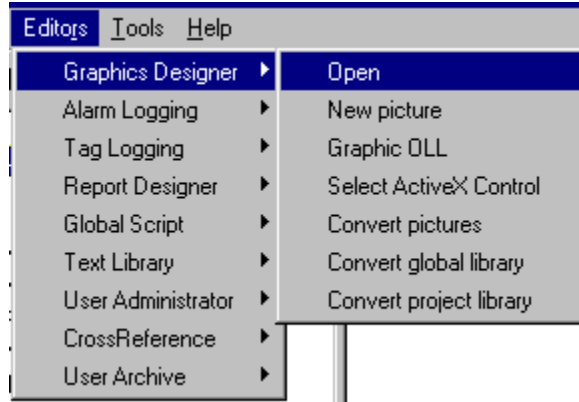 Editors Tools Help
Graphics Designer
Alarm Logging
Tag Logging
Report Designer
Global Script
Text Library
User Administrator
CrossReference
User Archive
Open
New picture
Graphic OLL
Select ActiveX Control
Convert pictures
Convert global library
Convert project library